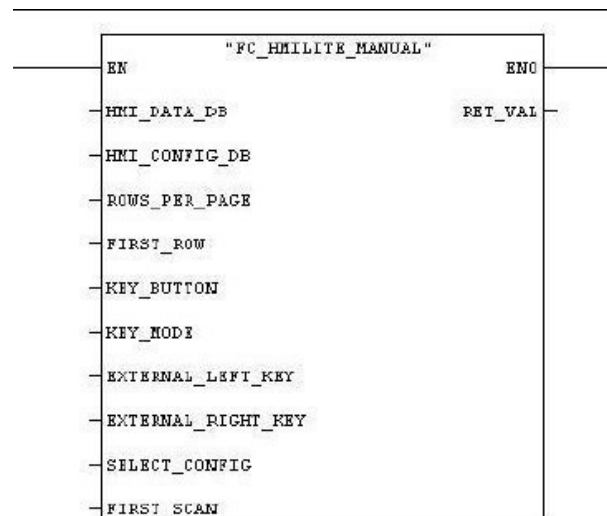 "FC_HMILITE_MANUAL"
EN ENO
HMI_DATA_DB RET_VAL
HMI_CONFIG_DB
ROWS_PER_PAGE
FIRST_ROW
KEY_BUTTON
KEY_MODE
EXTERNAL_LEFT_KEY
EXTERNAL_RIGHT_KEY
SELECT_CONFIG
FIRST_SCAN